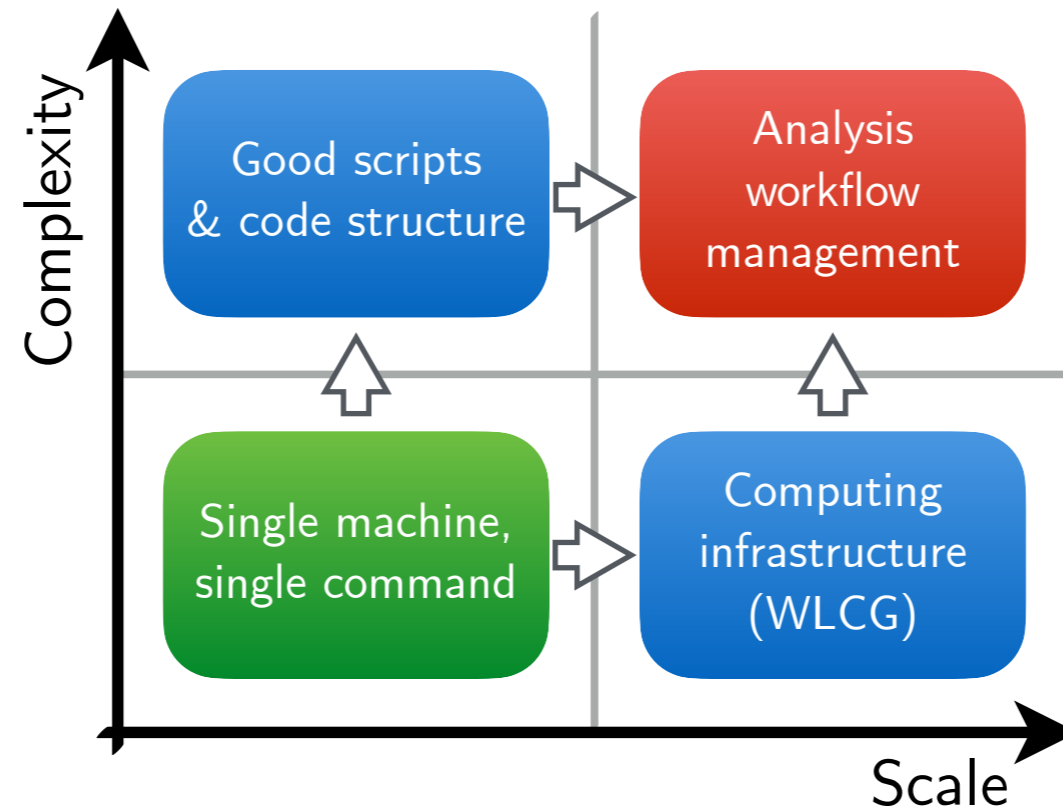 Complexity
Good scripts
& code structure
Analysis
workflow
management
Single machine,
single command
Computing
infrastructure
(WLCG)
Scale